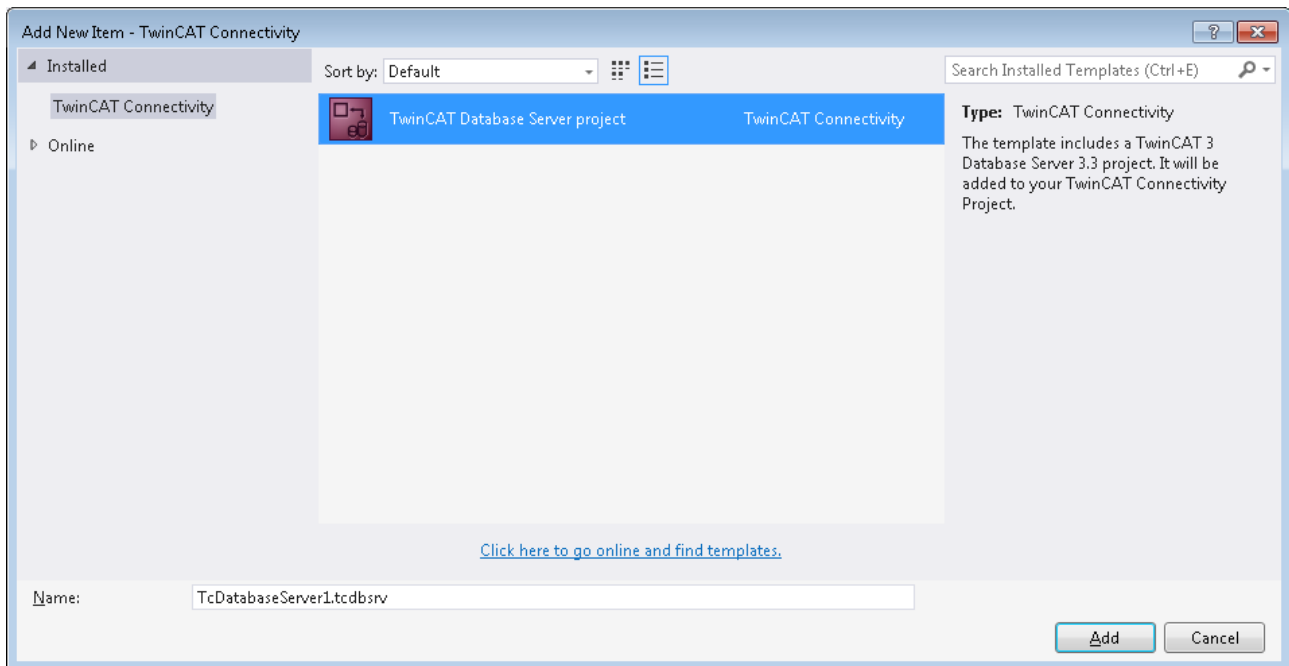 Add New Item - TwinCAT Connectivity
Installed
TwinCAT Connectivity
Online
Sort by: Default
TwinCAT Database Server project TwinCAT Connectivity
Search Installed Templates (Ctrl+E)
Type: TwinCAT Connectivity
The template includes a TwinCAT 3
Database Server 3.3 project. It will be
added to your TwinCAT Connectivity
Project.
Click here to go online and find templates.
Name: TcDatabaseServer1.tcdbsrv
Add Cancel